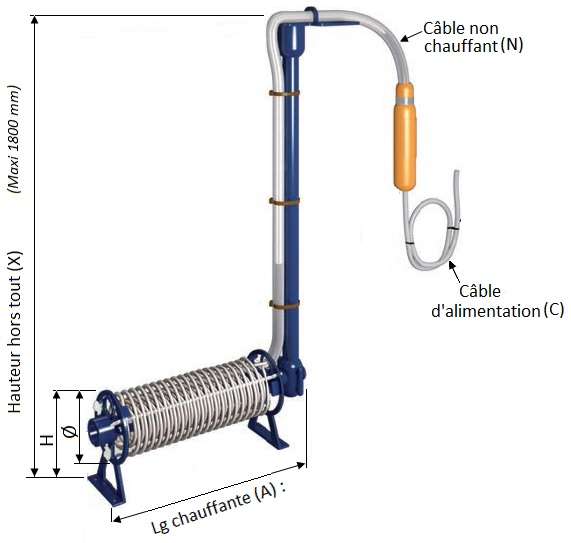 Câble non
chauffant (N)
(Maxi 1800 mm)
Hauteur hors tout (X)
Câble
d'alimentation (C)
H
Ø
Lg chauffante (A) :